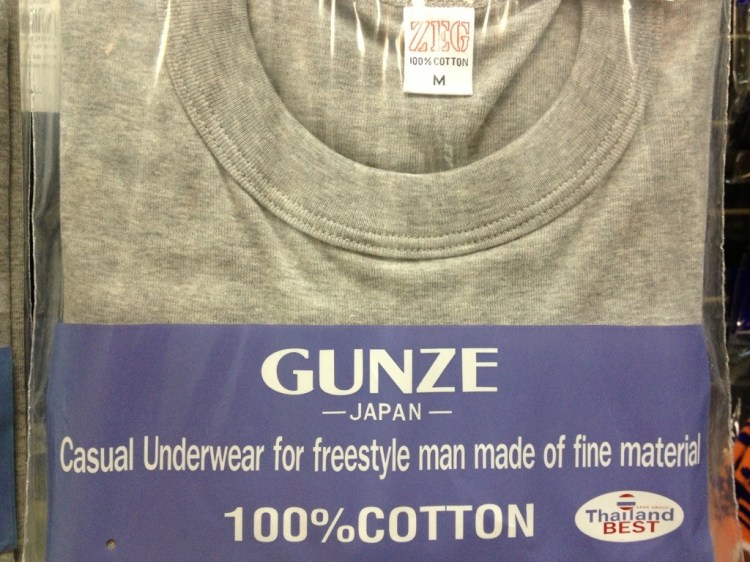 ZEG
100% COTTON
M
GUNZE
—JAPAN—
Casual Underwear for freestyle man made of fine material
100%COTTON
Thailand
BEST